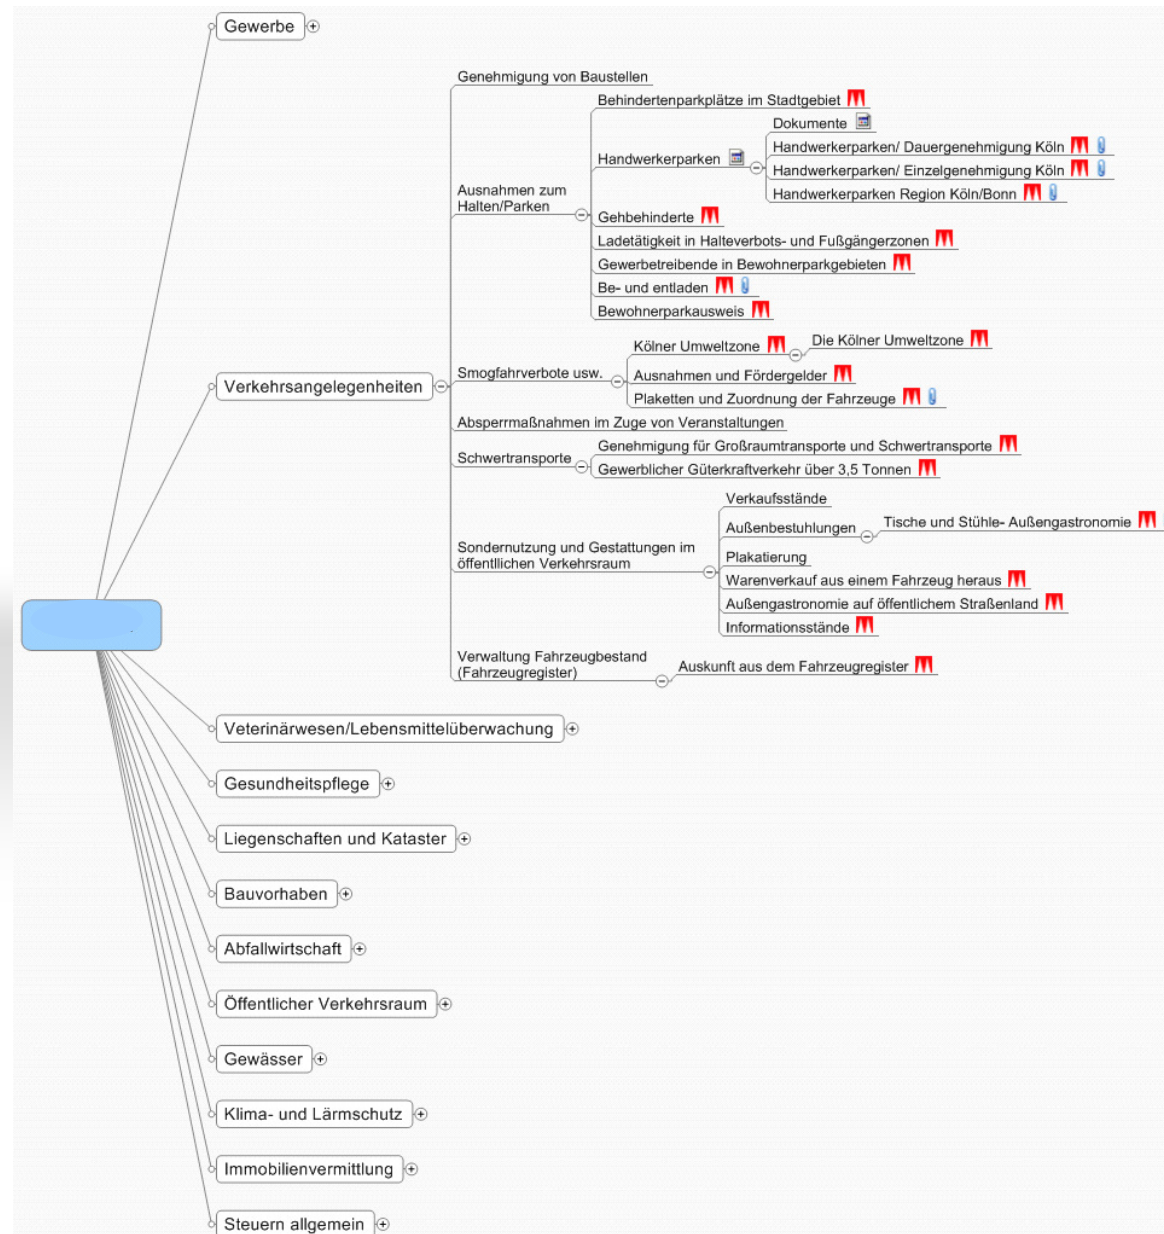 Gewerbe
Genehmigung von Baustellen
Behindertenparkplätze im Stadtgebiet
Dokumente
Handwerkerparken/ Dauergenehmigung Köln
Handwerkerparken
Handwerkerparken/ Einzelgenehmigung Köln
Handwerkerparken Region Köln/Bonn
Ausnahmen zum
Halten/Parken
Gehbehinderte
Ladetätigkeit in Halteverbots- und Fußgängerzonen
Gewerbetreibende in Bewohnerparkgebieten
Be- und entladen
Bewohnerparkausweis
Verkehrsangelegenheiten
Smogfahrverbote usw.
Kölner Umweltzone
Die Kölner Umweltzone
Ausnahmen und Fördergelder
Plaketten und Zuordnung der Fahrzeuge
Absperrmaßnahmen im Zuge von Veranstaltungen
Schwertransporte
Genehmigung für Großraumtransporte und Schwertransporte
Gewerblicher Güterkraftverkehr über 3,5 Tonnen
Sondernutzung und Gestattungen im
öffentllichen Verkehrsraum
Verkaufsstände
Außenbestuhlungen
Tische und Stühle- Außengastronomie
Plakatierung
Warenverkauf aus einem Fahrzeug heraus
Außengastronomie auf öffentlichem Straßenland
Informationsstände
Verwaltung Fahrzeugbestand
(Fahrzeugregister)
Auskunft aus dem Fahrzeugregister
Veterinärwesen/Lebensmittelüberwachung
Gesundheitspflege
Liegenschaften und Kataster
Bauvorhaben
Abfallwirtschaft
Öffentlicher Verkehrsraum
Gewässer
Klima- und Lärmschutz
Immobilienvermittlung
Steuern allgemein